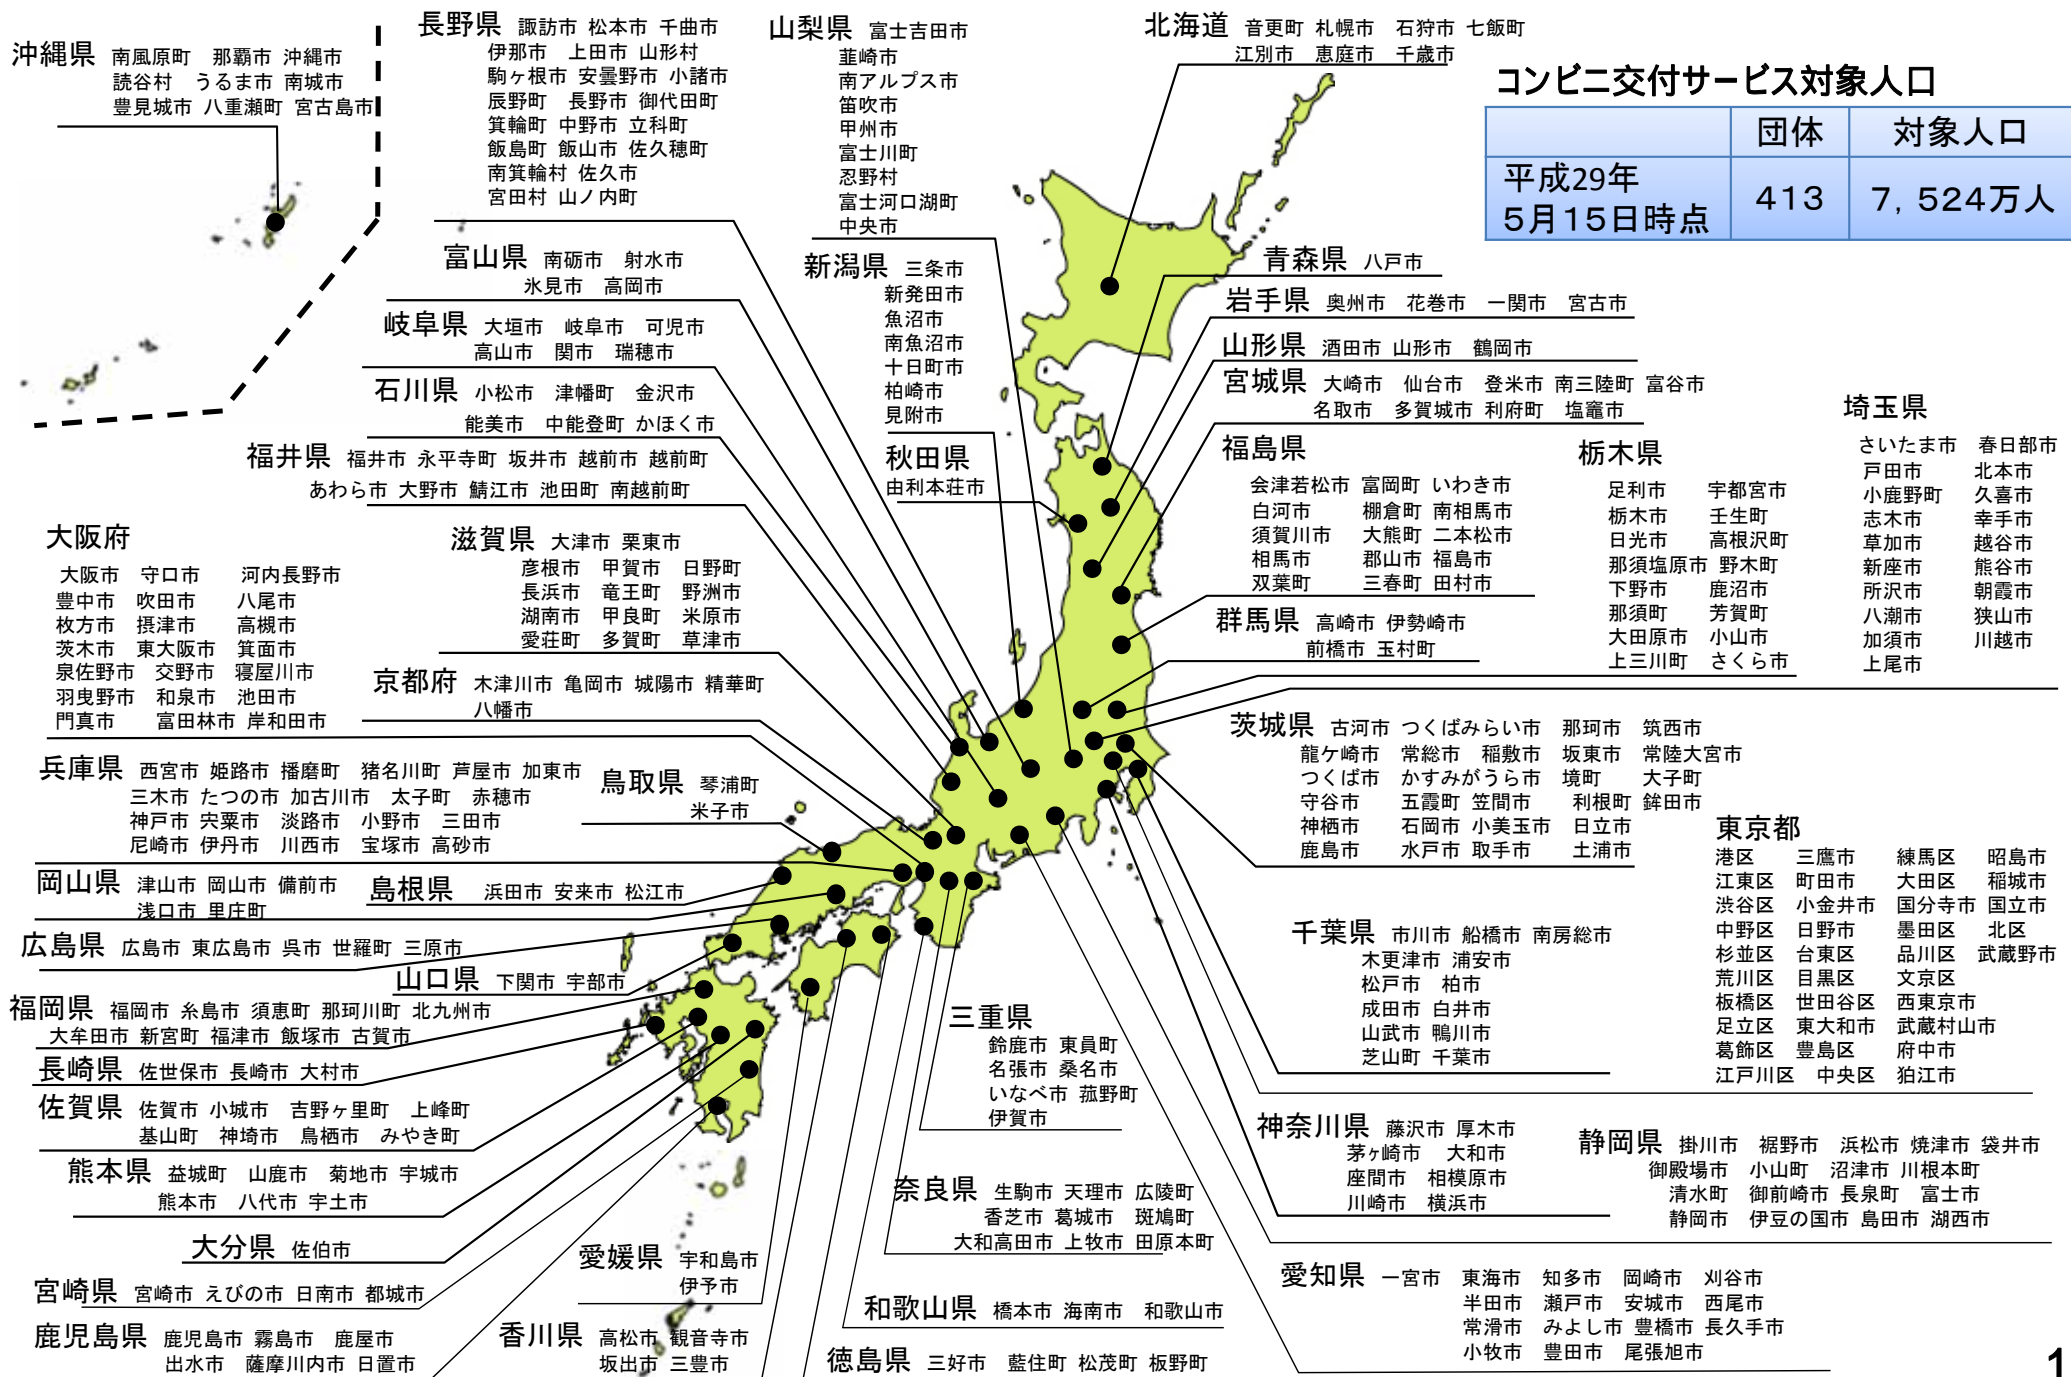 コンビニ交付サービス対象人口
団体 対象人口
平成29年
5月15日時点 413 7,524万人
沖縄県 南風原町 那覇市 沖縄市
読谷村 うるま市 南城市
豊見城市 八重瀬町 宮古島市
長野県 諏訪市 松本市 千曲市
伊那市 上田市 山形村
駒ヶ根市 安曇野市 小諸市
辰野町 長野市 御代田町
箕輪町 中野市 立科町
飯島町 飯山市 佐久穂町
南箕輪村 佐久市
宮田村 山ノ内町
山梨県 富士吉田市
韮崎市
南アルプス市
笛吹市
甲州市
富士川町
忍野村
富士河口湖町
中央市
北海道 音更町 札幌市 石狩市 七飯町
江別市 恵庭市 千歳市
富山県 南砺市 射水市
氷見市 高岡市
岐阜県 大垣市 岐阜市 可児市
高山市 関市 瑞穂市
石川県 小松市 津幡町 金沢市
能美市 中能登町 かほく市
福井県 福井市 永平寺町 坂井市 越前市 越前町
あわら市 大野市 鯖江市 池田町 南越前町
新潟県 三条市
新発田市
魚沼市
南魚沼市
十日町市
柏崎市
見附市
秋田県
由利本荘市
青森県 八戸市
岩手県 奥州市 花巻市 一関市 宮古市
山形県 酒田市 山形市 鶴岡市
宮城県 大崎市 仙台市 登米市 南三陸町 富谷市
名取市 多賀城市 利府町 塩竈市
福島県
会津若松市 富岡町 いわき市
白河市 棚倉町 南相馬市
須賀川市 大熊町 二本松市
相馬市 郡山市 福島市
双葉町 三春町 田村市
栃木県
足利市 宇都宮市
栃木市 壬生町
日光市 高根沢町
那須塩原市 野木町
下野市 鹿沼市
那須町 芳賀町
大田原市 小山市
上三川町 さくら市
埼玉県
さいたま市 春日部市
戸田市 北本市
小鹿野町 久喜市
志木市 幸手市
草加市 越谷市
新座市 熊谷市
所沢市 朝霞市
八潮市 狭山市
加須市 川越市
上尾市
群馬県 高崎市 伊勢崎市
前橋市 玉村町
大阪府
大阪市 守口市 河内長野市
豊中市 吹田市 八尾市
枚方市 摂津市 高槻市
茨木市 東大阪市 箕面市
泉佐野市 交野市 寝屋川市
羽曳野市 和泉市 池田市
門真市 富田林市 岸和田市
滋賀県 大津市 栗東市
彦根市 甲賀市 日野町
長浜市 竜王町 野洲市
湖南市 甲良町 米原市
愛荘町 多賀町 草津市
京都府 木津川市 亀岡市 城陽市 精華町
八幡市
兵庫県 西宮市 姫路市 播磨町 猪名川町 芦屋市 加東市
三木市 たつの市 加古川市 太子町 赤穂市
神戸市 宍粟市 淡路市 小野市 三田市
尼崎市 伊丹市 川西市 宝塚市 高砂市
鳥取県 琴浦町
米子市
岡山県 津山市 岡山市 備前市
浅口市 里庄町
島根県 浜田市 安来市 松江市
広島県 広島市 東広島市 呉市 世羅町 三原市
山口県 下関市 宇部市
福岡県 福岡市 糸島市 須恵町 那珂川町 北九州市
大牟田市 新宮町 福津市 飯塚市 古賀市
長崎県 佐世保市 長崎市 大村市
佐賀県 佐賀市 小城市 吉野ヶ里町 上峰町
基山町 神埼市 鳥栖市 みやき町
熊本県 益城町 山鹿市 菊地市 宇城市
熊本市 八代市 宇土市
大分県 佐伯市
宮崎県 宮崎市 えびの市 日南市 都城市
鹿児島県 鹿児島市 霧島市 鹿屋市
出水市 薩摩川内市 日置市
愛媛県 宇和島市
伊予市
香川県 高松市 観音寺市
坂出市 三豊市
徳島県 三好市 藍住町 松茂町 板野町
和歌山県 橋本市 海南市 和歌山市
奈良県 生駒市 天理市 広陵町
香芝市 葛城市 斑鳩町
大和高田市 上牧市 田原本町
三重県
鈴鹿市 東員町
名張市 桑名市
いなべ市 菰野町
伊賀市
茨城県 古河市 つくばみらい市 那珂市 筑西市
龍ケ崎市 常総市 稲敷市 坂東市 常陸大宮市
つくば市 かすみがうら市 境町 大子町
守谷市 五霞町 笠間市 利根町 鉾田市
神栖市 石岡市 小美玉市 日立市
鹿島市 水戸市 取手市 土浦市
東京都
港区 三鷹市 練馬区 昭島市
江東区 町田市 大田区 稲城市
渋谷区 小金井市 国分寺市 国立市
中野区 日野市 墨田区 北区
杉並区 台東区 品川区 武蔵野市
荒川区 目黒区 文京区
板橋区 世田谷区 西東京市
足立区 東大和市 武蔵村山市
葛飾区 豊島区 府中市
江戸川区 中央区 狛江市
千葉県 市川市 船橋市 南房総市
木更津市 浦安市
松戸市 柏市
成田市 白井市
山武市 鴨川市
芝山町 千葉市
神奈川県 藤沢市 厚木市
茅ヶ崎市 大和市
座間市 相模原市
川崎市 横浜市
静岡県 掛川市 裾野市 浜松市 焼津市 袋井市
御殿場市 小山町 沼津市 川根本町
清水町 御前崎市 長泉町 富士市
静岡市 伊豆の国市 島田市 湖西市
愛知県 一宮市 東海市 知多市 岡崎市 刈谷市
半田市 瀬戸市 安城市 西尾市
常滑市 みよし市 豊橋市 長久手市
小牧市 豊田市 尾張旭市
1